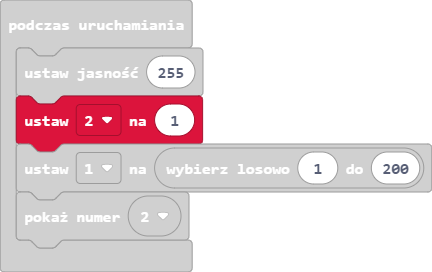 podczas uruchamiania
ustaw jasność 255
ustaw 2 na 1
ustaw 1 na wybierz losowo 1 do 200
pokaż numer 2